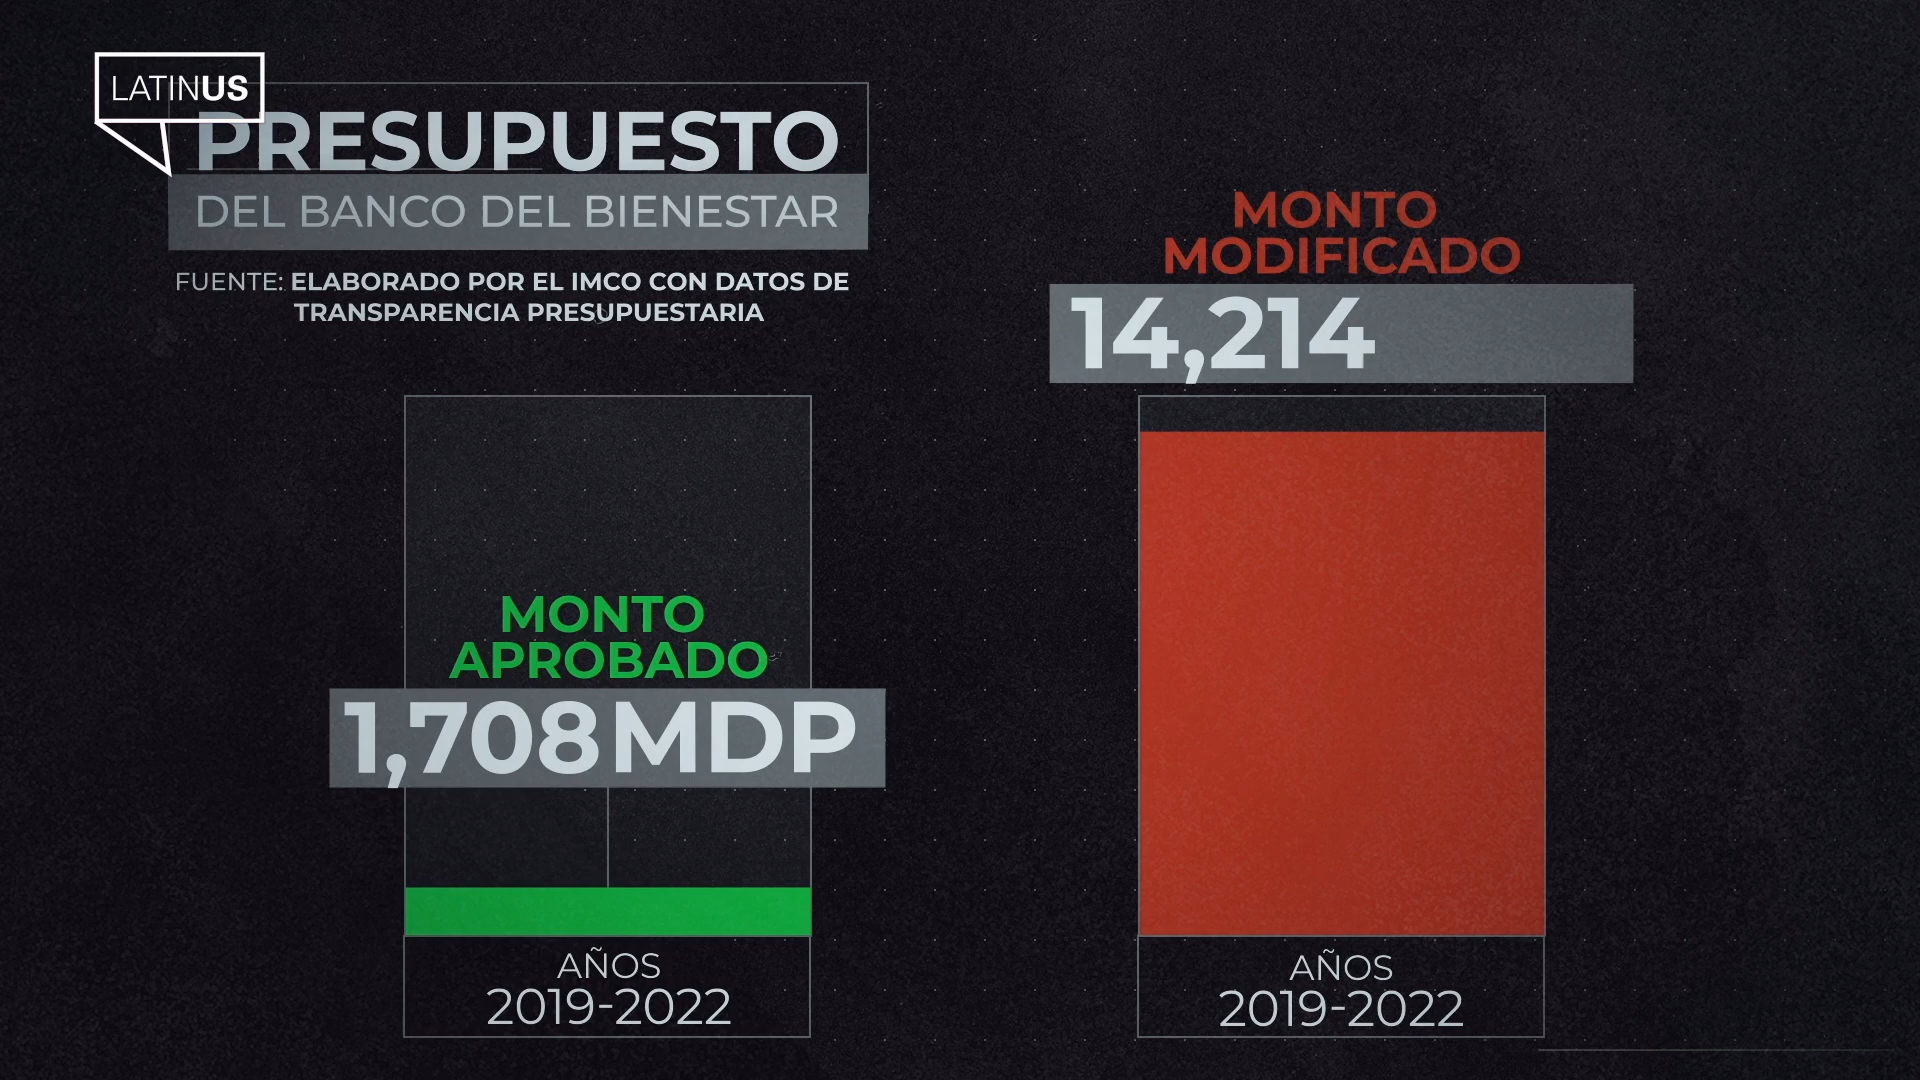 LATINUS
PRESUPUESTO
DEL BANCO DEL BIENESTAR
FUENTE: ELABORADO POR EL IMCO CON DATOS DE
TRANSPARENCIA PRESUPUESTARIA
MONTO
APROBADO
1,708 MDP
AÑOS
2019-2022
MONTO
MODIFICADO
14,214
AÑOS
2019-2022